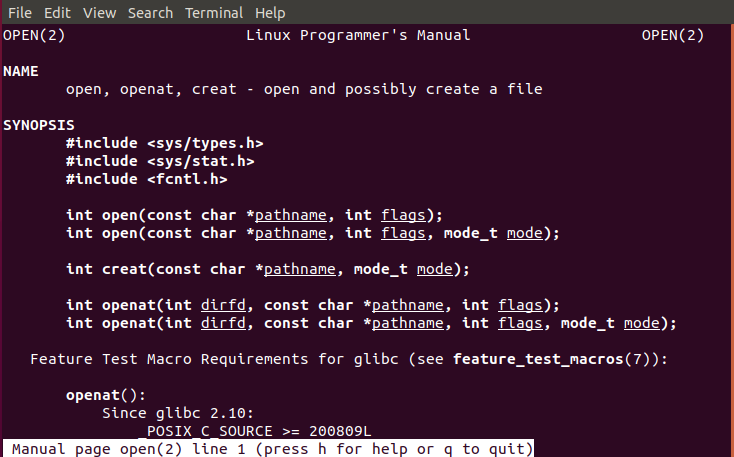 File Edit View Search Terminal Help
OPEN(2) Linux Programmer's Manual OPEN(2)
NAME
open, openat, creat - open and possibly create a file
SYNOPSIS
#include <sys/types.h>
#include <sys/stat.h>
#include <fcntl.h>
int open(const char *pathname, int flags);
int open(const char *pathname, int flags, mode_t mode);
int creat(const char *pathname, mode_t mode);
int openat(int dirfd, const char *pathname, int flags);
int openat(int dirfd, const char *pathname, int flags, mode_t mode);
Feature Test Macro Requirements for glibc (see feature_test_macros(7)):
openat():
Since glibc 2.10:
_POSIX_C_SOURCE >= 200809L
Manual page open(2) line 1 (press h for help or q to quit)